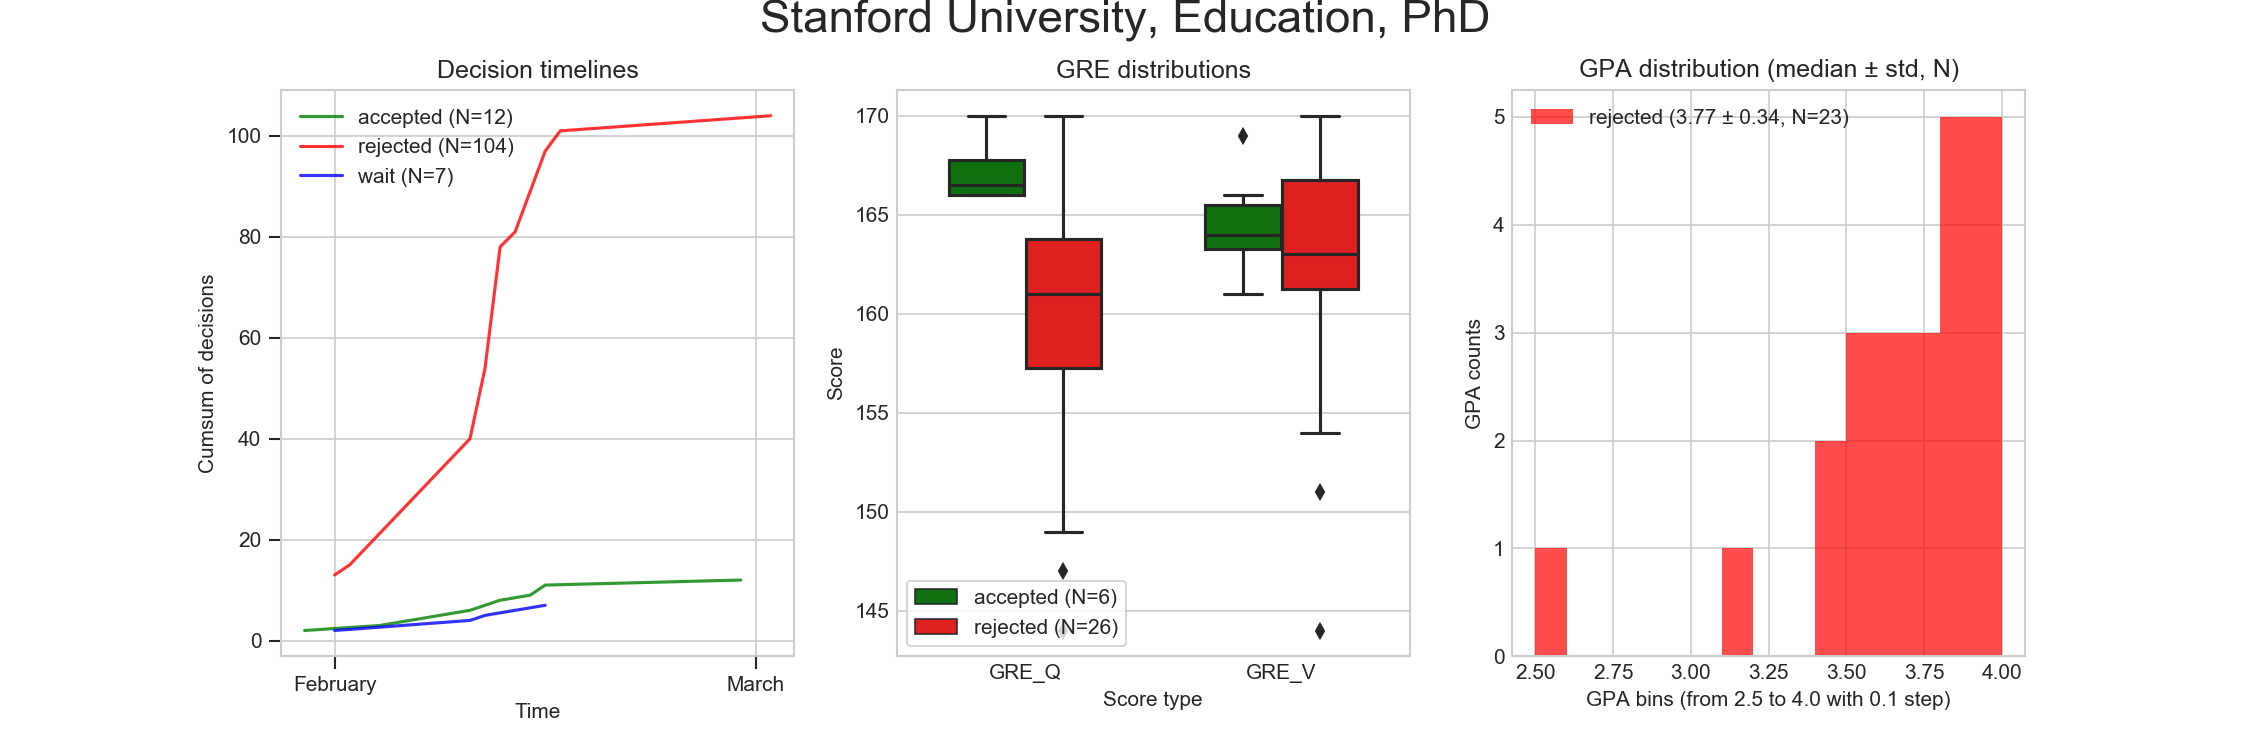 Stanford University, Education, PhD
Decision timelines
accepted (N=12)
rejected (N=104)
wait (N=7)
100
80
60
40
20
0
Cumsum of decisions
February
March
Time
GRE distributions
170
165
160
155
150
145
Score
accepted (N=6)
rejected (N=26)
GRE_Q
GRE_V
Score type
GPA distribution (median ± std, N)
rejected (3.77 ± 0.34, N=23)
5
4
3
2
1
0
GPA counts
2.50
2.75
3.00
3.25
3.50
3.75
4.00
GPA bins (from 2.5 to 4.0 with 0.1 step)